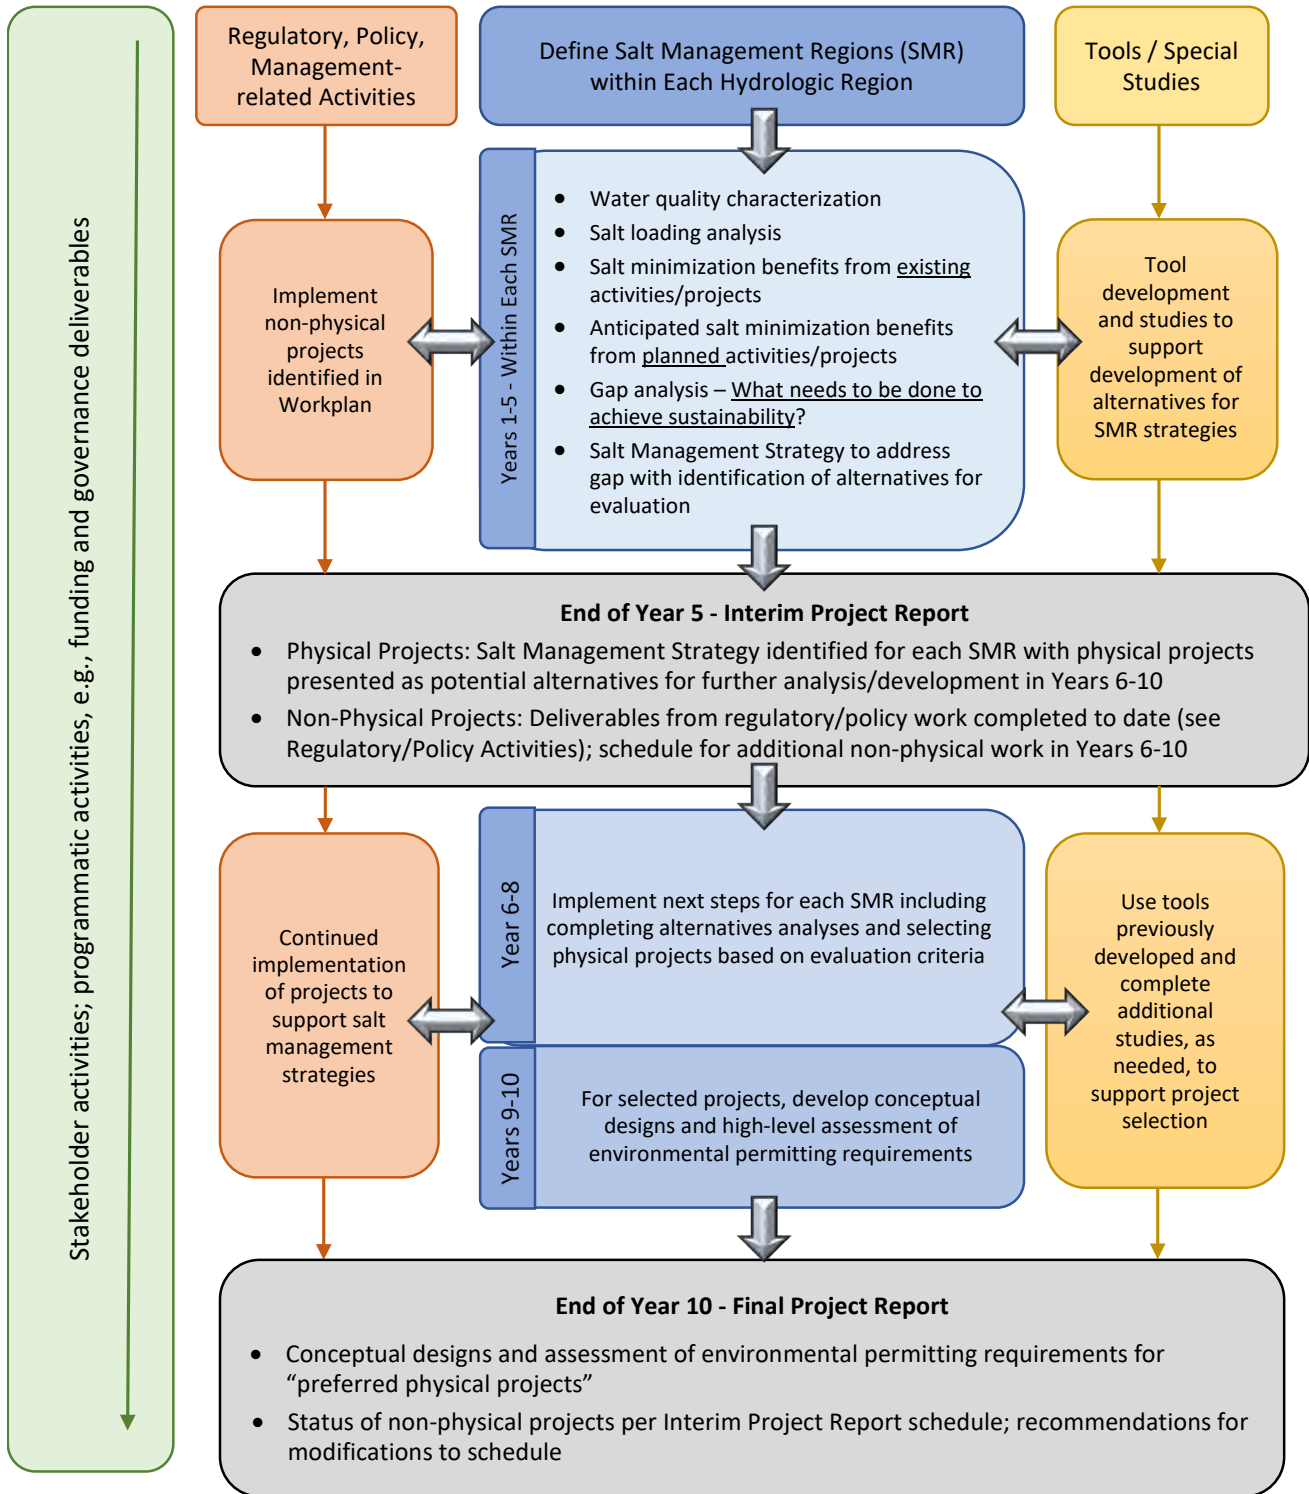 Stakeholder activities; programmatic activities, e.g., funding and governance deliverables
Regulatory, Policy,
Management-
related Activities
Define Salt Management Regions (SMR)
within Each Hydrologic Region
Tools / Special
Studies
Implement
non-physical
projects
identified in
Workplan
Years 1-5 - Within Each SMR
• Water quality characterization
• Salt loading analysis
• Salt minimization benefits from existing
activities/projects
• Anticipated salt minimization benefits
from planned activities/projects
• Gap analysis – What needs to be done to
achieve sustainability?
• Salt Management Strategy to address
gap with identification of alternatives for
evaluation
Tool
development
and studies to
support
development of
alternatives for
SMR strategies
End of Year 5 - Interim Project Report
• Physical Projects: Salt Management Strategy identified for each SMR with physical projects
presented as potential alternatives for further analysis/development in Years 6-10
• Non-Physical Projects: Deliverables from regulatory/policy work completed to date (see
Regulatory/Policy Activities); schedule for additional non-physical work in Years 6-10
Continued
implementation
of projects to
support salt
management
strategies
Year 6-8
Implement next steps for each SMR including
completing alternatives analyses and selecting
physical projects based on evaluation criteria
Years 9-10
For selected projects, develop conceptual
designs and high-level assessment of
environmental permitting requirements
Use tools
previously
developed and
complete
additional
studies, as
needed, to
support project
selection
End of Year 10 - Final Project Report
• Conceptual designs and assessment of environmental permitting requirements for
“preferred physical projects”
• Status of non-physical projects per Interim Project Report schedule; recommendations for
modifications to schedule